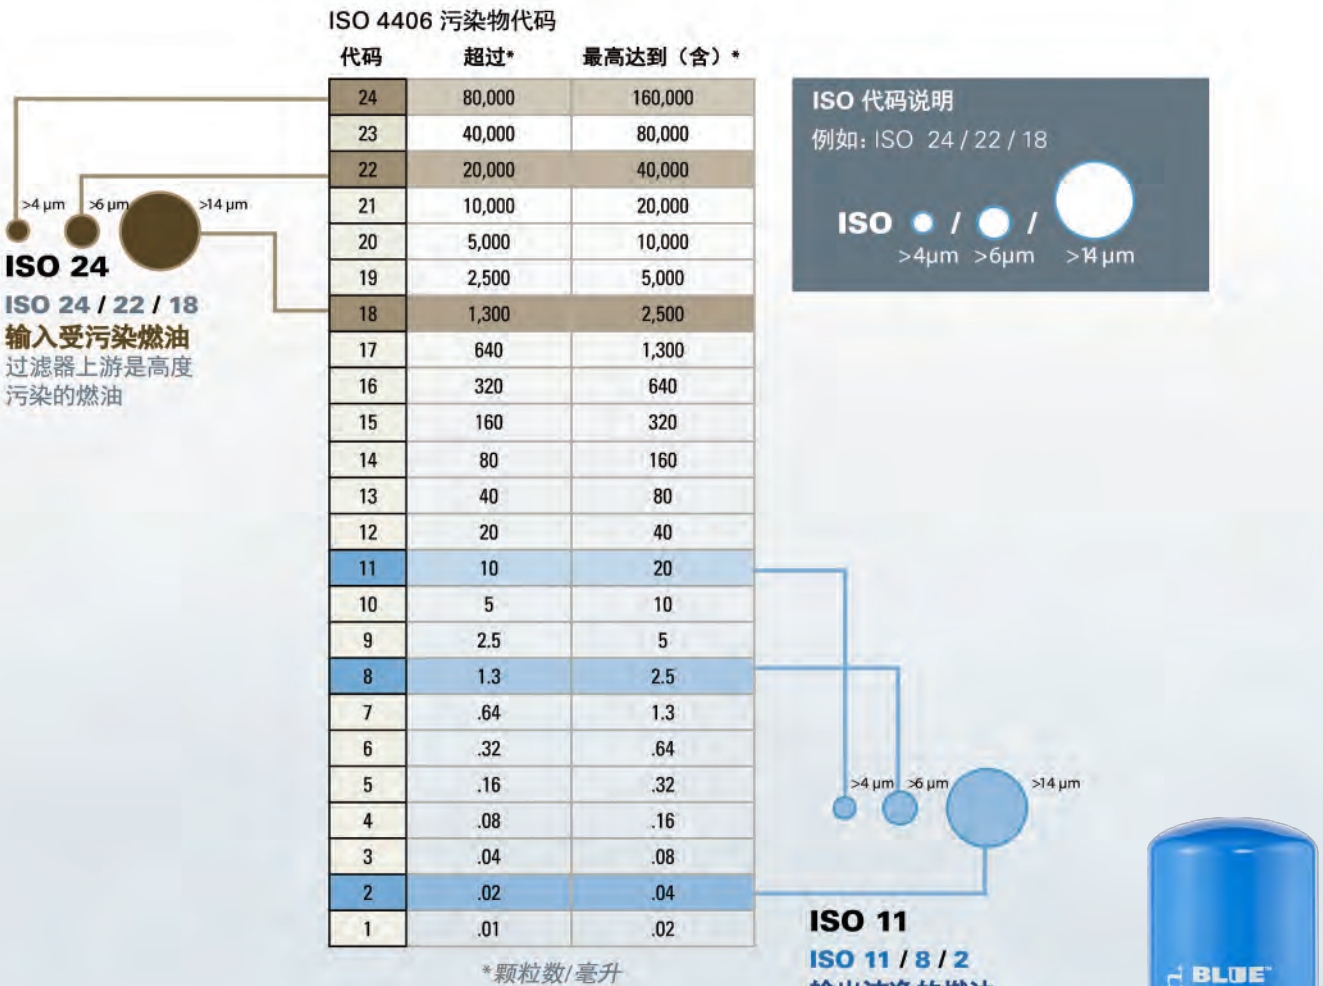 ISO 4406 污染物代码
代码 超过* 最高达到（含）*
24 80,000 160,000
23 40,000 80,000
22 20,000 40,000
21 10,000 20,000
20 5,000 10,000
19 2,500 5,000
18 1,300 2,500
17 640 1,300
16 320 640
15 160 320
14 80 160
13 40 80
12 20 40
11 10 20
10 5 10
9 2.5 5
8 1.3 2.5
7 .64 1.3
6 .32 .64
5 .16 .32
4 .08 .16
3 .04 .08
2 .02 .04
1 .01 .02
*颗粒数/毫升
>4 µm >6 µm >14 µm
ISO 24
ISO 24 / 22 / 18
输入受污染燃油
过滤器上游是高度
污染的燃油
ISO 代码说明
例如: ISO 24 / 22 / 18
ISO / /
>4µm >6µm >14 µm
>4 µm >6 µm >14 µm
ISO 11
ISO 11 / 8 / 2
BLUE™